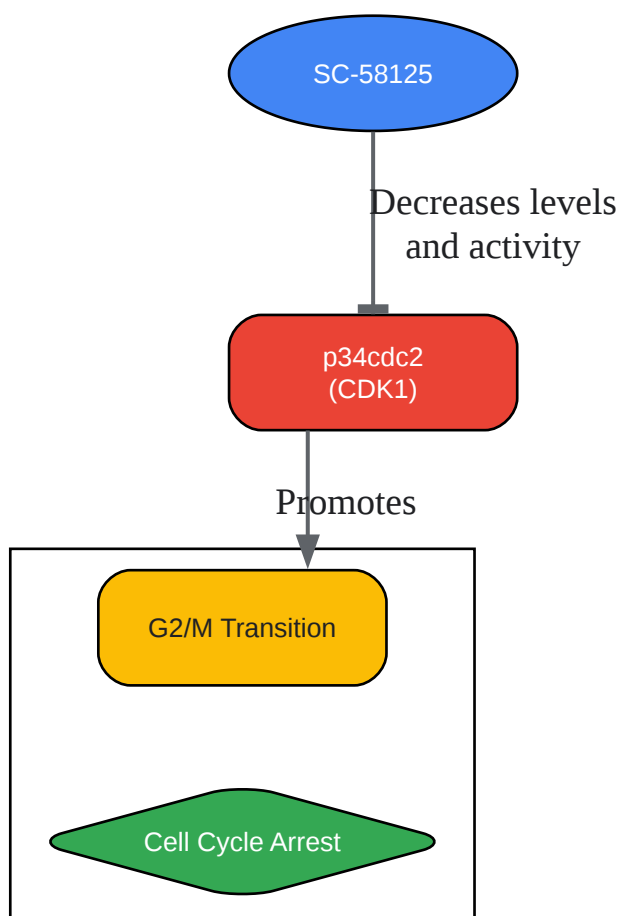 SC-58125
Decreases levels
and activity
p34cdc2
(CDK1)
Promotes
G2/M Transition
Cell Cycle Arrest